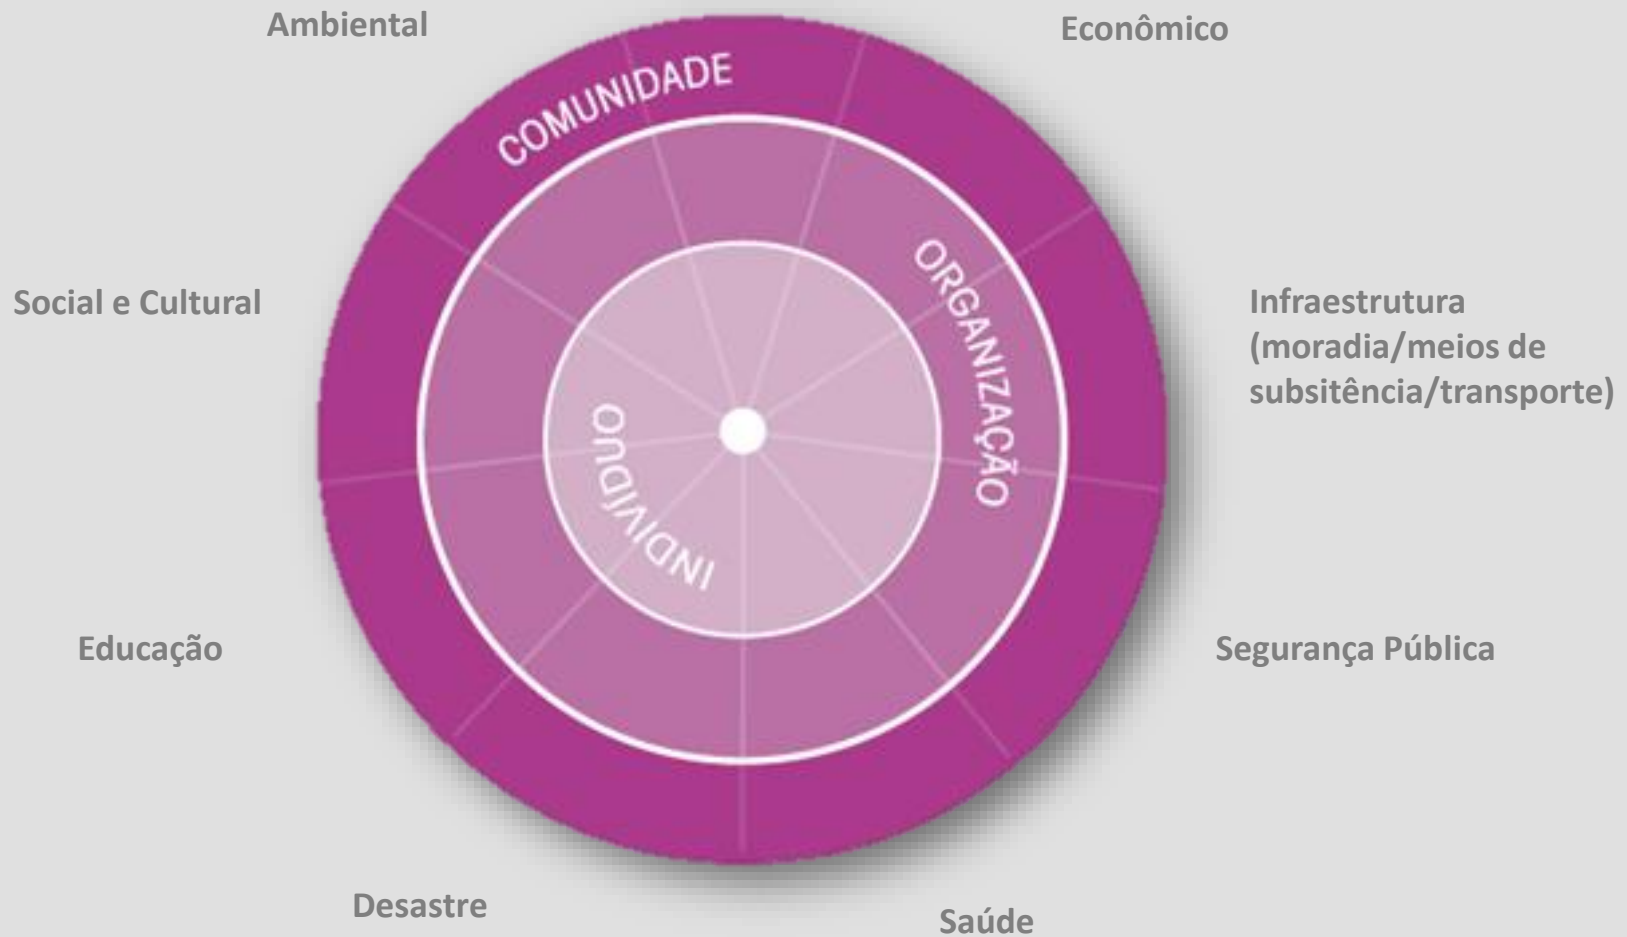 Ambiental
Econômico
COMUNIDADE
ORGANIZAÇÃO
INDIVÍDUO
Social e Cultural
Infraestrutura
(moradia/meios de
subsitência/transporte)
Educação
Segurança Pública
Desastre
Saúde